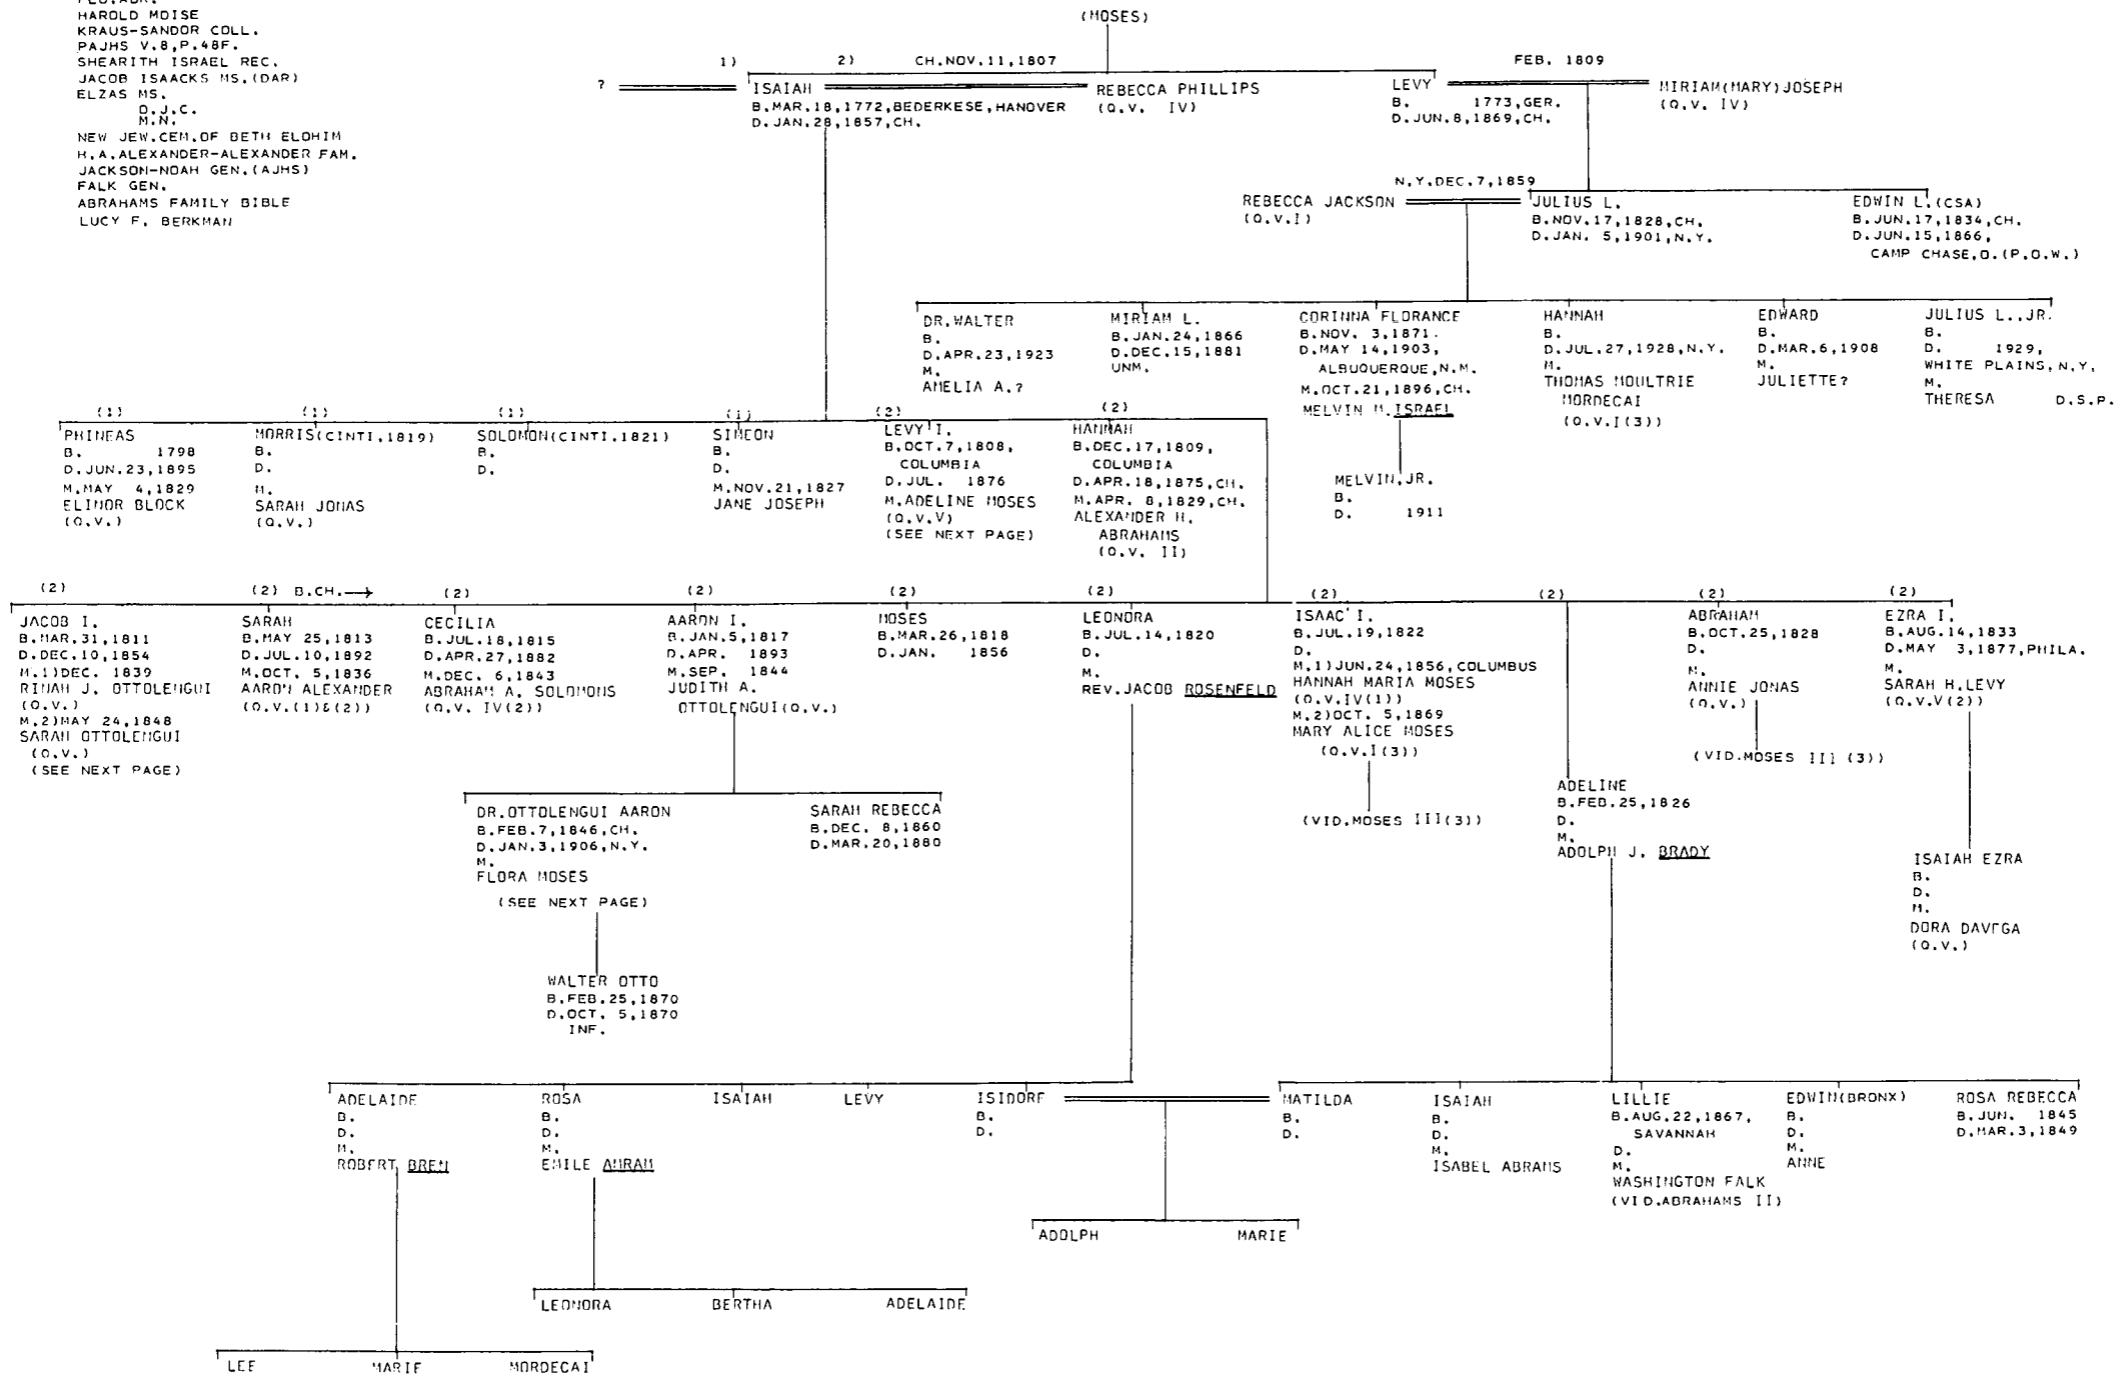 HAROLD MOISE
KRAUS-SANDOR COLL.
PAJHS V.8,P.48F.
SHEARITH ISRAEL REC.
JACOB ISAACKS MS.(DAR)
ELZAS MS.
O.J.C.
M.N.
NEW JEW.CEM.OF BETH ELOHIM
H.A.ALEXANDER-ALEXANDER FAM.
JACKSON-NOAH GEN.(AJHS)
FALK GEN.
ABRAHAMS FAMILY BIBLE
LUCY F. BERKMAN
(MOSES)
1) 2) CH.NOV.11,1807
?
ISAIAH
B.MAR.18,1772,BEDERKESE,HANOVER
D.JAN.28,1857,CH.
REBECCA PHILLIPS
(Q.V. IV)
FEB. 1809
LEVY
B. 1773,GER.
D.JUN.8,1869,CH.
MIRIAM(MARY)JOSEPH
(Q.V. IV)
N.Y.DEC.7,1859
REBECCA JACKSON
(Q.V.I)
JULIUS L.
B.NOV.17,1828,CH.
D.JAN. 5,1901,N.Y.
EDWIN L.(CSA)
B.JUN.17,1834,CH.
D.JUN.15,1866,
CAMP CHASE,O.(P.O.W.)
DR.WALTER
B.
D.APR.23,1923
M.
AMELIA A.?
MIRIAM L.
B.JAN.24,1866
D.DEC.15,1881
UNM.
CORINNA FLORANCE
B.NOV. 3,1871.
D.MAY 14,1903,
ALBUQUERQUE,N.M.
M.OCT.21,1896,CH.
MELVIN M.ISRAEL
HANNAH
B.
D.JUL.27,1928,N.Y.
M.
THOMAS MOULTRIE
MORDECAI
(Q.V.I(3))
EDWARD
B.
D.MAR.6,1908
M.
JULIETTE?
JULIUS L.,JR.
B.
D. 1929,
WHITE PLAINS,N.Y.
M.
THERESA D.S.P.
MELVIN,JR.
B.
D. 1911
(1)
PHINEAS
B. 1798
D.JUN.23,1895
M.MAY 4,1829
ELINOR BLOCK
(Q.V.)
(1)
MORRIS(CINTI,1819)
B.
D.
M.
SARAH JONAS
(Q.V.)
(1)
SOLOMON(CINTI,1821)
B.
D.
(1)
SIMEON
B.
D.
M.NOV.21,1827
JANE JOSEPH
(2)
LEVY I.
B.OCT.7,1808,
COLUMBIA
D.JUL. 1876
M.ADELINE MOSES
(Q.V.V)
(SEE NEXT PAGE)
(2)
HANNAH
B.DEC.17,1809,
COLUMBIA
D.APR.18,1875,CH.
M.APR. 8,1829,CH.
ALEXANDER H.
ABRAHAMS
(Q.V. II)
(2)
JACOB I.
B.MAR.31,1811
D.DEC.10,1854
M.1)DEC. 1839
RINAH J. OTTOLENGUI
(Q.V.)
M.2)MAY 24,1848
SARAH OTTOLENGUI
(Q.V.)
(SEE NEXT PAGE)
(2) B.CH.→
SARAH
B.MAY 25,1813
D.JUL.10,1892
M.OCT. 5,1836
AARON ALEXANDER
(Q.V.(1)&(2))
(2)
CECILIA
B.JUL.18,1815
D.APR.27,1882
M.DEC. 6,1843
ABRAHAM A. SOLOMONS
(Q.V. IV(2))
(2)
AARON I.
B.JAN.5,1817
D.APR. 1893
M.SEP. 1844
JUDITH A.
OTTOLENGUI(Q.V.)
(2)
MOSES
B.MAR.26,1818
D.JAN. 1856
(2)
LEONORA
B.JUL.14,1820
D.
M.
REV.JACOB ROSENFELD
(2)
ISAAC I.
B.JUL.19,1822
D.
M.1)JUN.24,1856,COLUMBUS
HANNAH MARIA MOSES
(Q.V.IV(1))
M.2)OCT. 5,1869
MARY ALICE MOSES
(Q.V.I(3))
(VID.MOSES III(3))
(2)
ADELINE
B.FEB.25,1826
D.
M.
ADOLPH J. BRADY
(2)
ABRAHAM
B.OCT.25,1828
D.
M.
ANNIE JONAS
(Q.V.)
(VID.MOSES III (3))
(2)
EZRA I.
B.AUG.14,1833
D.MAY 3,1877,PHILA.
M.
SARAH H.LEVY
(Q.V.V(2))
ISAIAH EZRA
B.
D.
M.
DORA DAVEGA
(Q.V.)
DR.OTTOLENGUI AARON
B.FEB.7,1846,CH.
D.JAN.3,1906,N.Y.
M.
FLORA MOSES
(SEE NEXT PAGE)
SARAH REBECCA
B.DEC. 8,1860
D.MAR.20,1880
WALTER OTTO
B.FEB.25,1870
D.OCT. 5,1870
INF.
ADELAIDE
B.
D.
M.
ROBERT BREM
ROSA
B.
D.
M.
EMILE AMRAM
ISAIAH
LEVY
ISIDORE
B.
D.
MATILDA
B.
D.
ISAIAH
B.
D.
M.
ISABEL ABRAMS
LILLIE
B.AUG.22,1867,
SAVANNAH
D.
M.
WASHINGTON FALK
(VID.ABRAHAMS II)
EDWIN(BRONX)
B.
D.
M.
ANNE
ROSA REBECCA
B.JUN. 1845
D.MAR.3,1849
ADOLPH MARIE
LEONORA BERTHA ADELAIDE
LEE MARIE MORDECAI